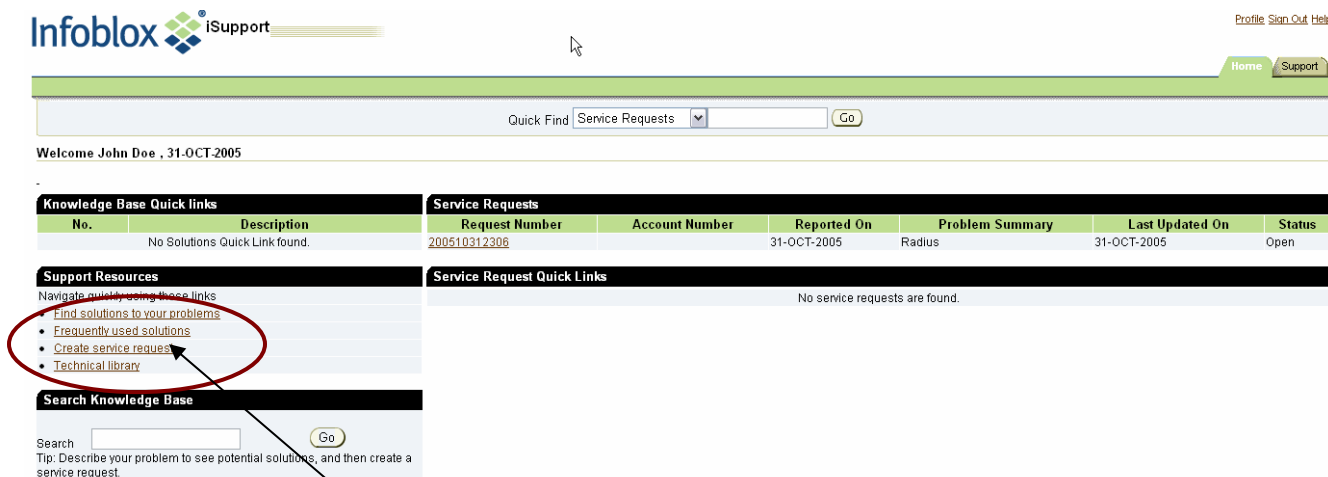 Infoblox iSupport
Profile Sign Out Help
Home Support
Quick Find Service Requests Go
Welcome John Doe , 31-OCT-2005
-
Knowledge Base Quick links
No. Description
No Solutions Quick Link found.
Service Requests
Request Number Account Number Reported On Problem Summary Last Updated On Status
200510312306 31-OCT-2005 Radius 31-OCT-2005 Open
Support Resources
Navigate quickly using these links
• Find solutions to your problems
• Frequently used solutions
• Create service request
• Technical library
Service Request Quick Links
No service requests are found.
Search Knowledge Base
Search Go
Tip: Describe your problem to see potential solutions, and then create a
service request.